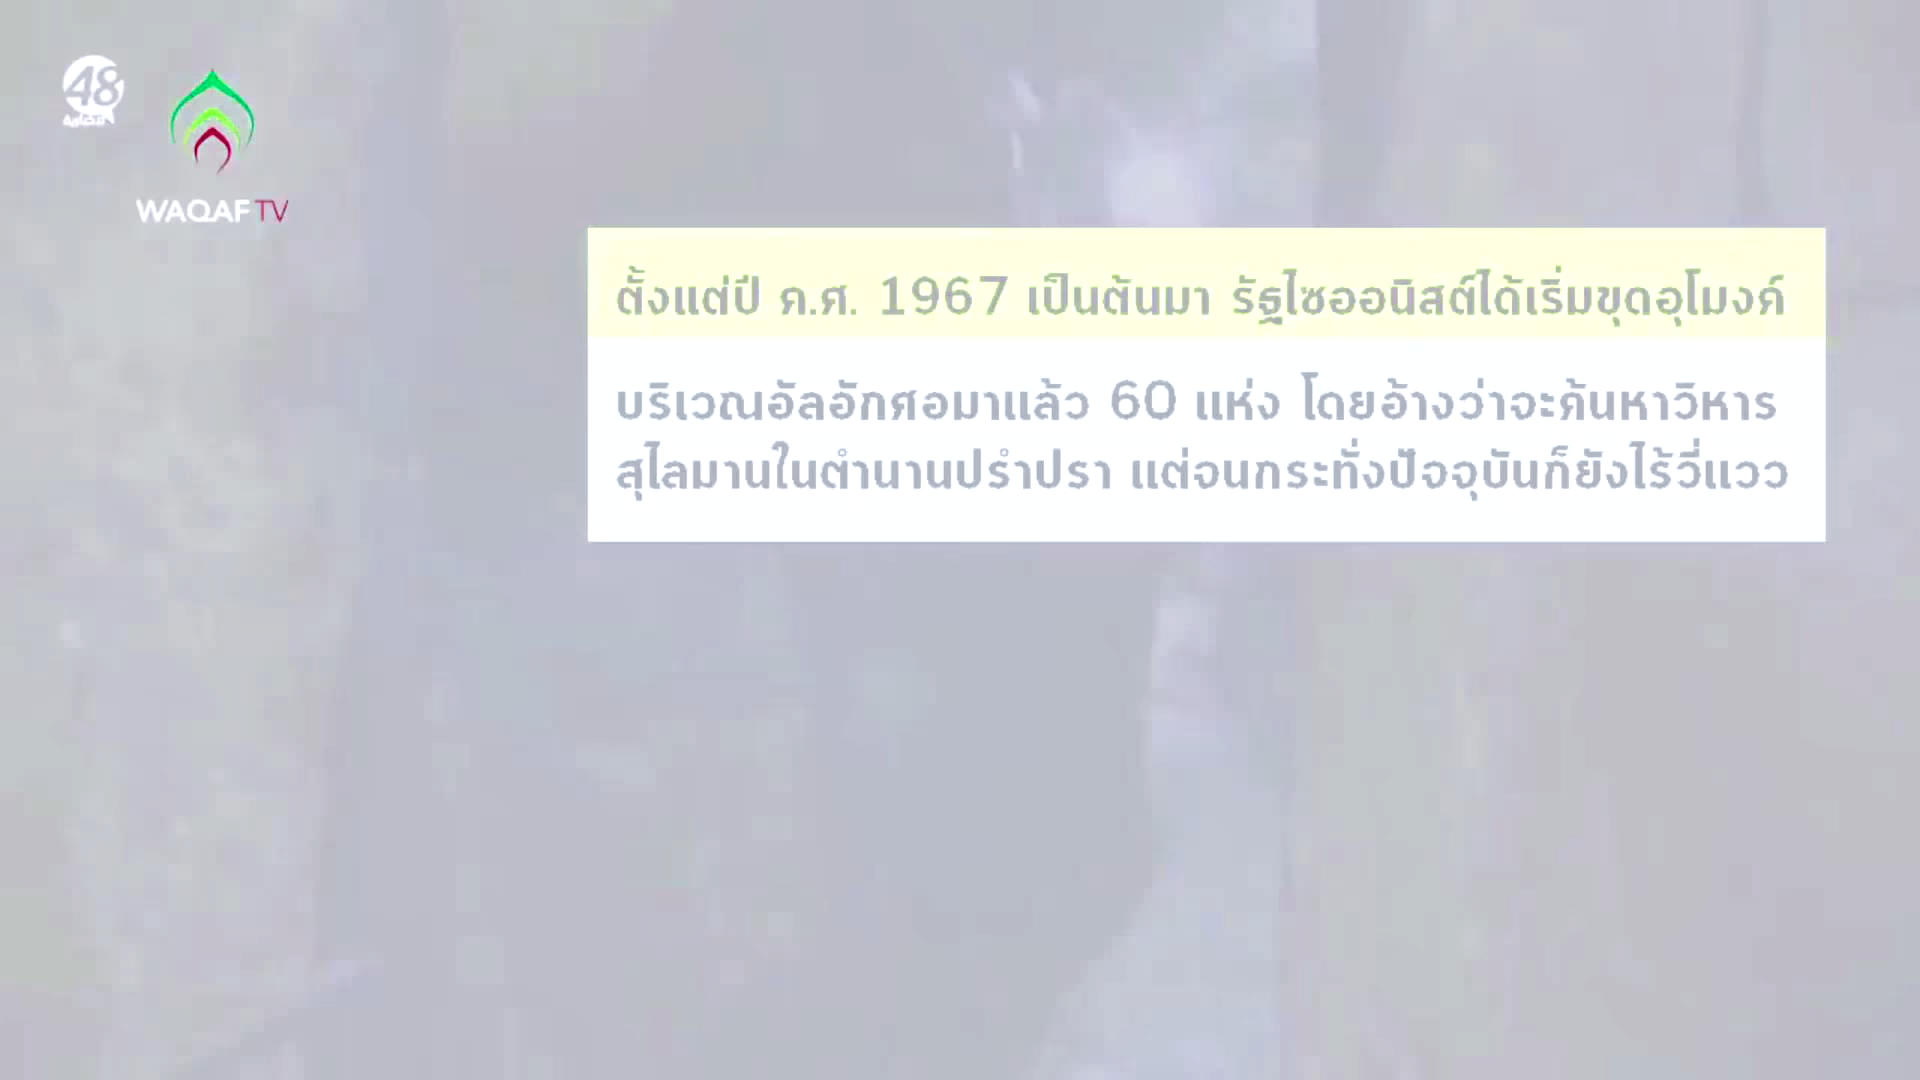 48
WAQAF TV
ตั้งแต่ปี ค.ศ. 1967 เป็นต้นมา รัฐไซออนิสต์ได้เริ่มขุดอุโมงค์
บริเวณอัลอักศอมาแล้ว 60 แห่ง โดยอ้างว่าจะค้นหาวิหาร
สุไลมานในตำนานปรำปรา แต่จนกระทั่งปัจจุบันก็ยังไร้วี่แวว